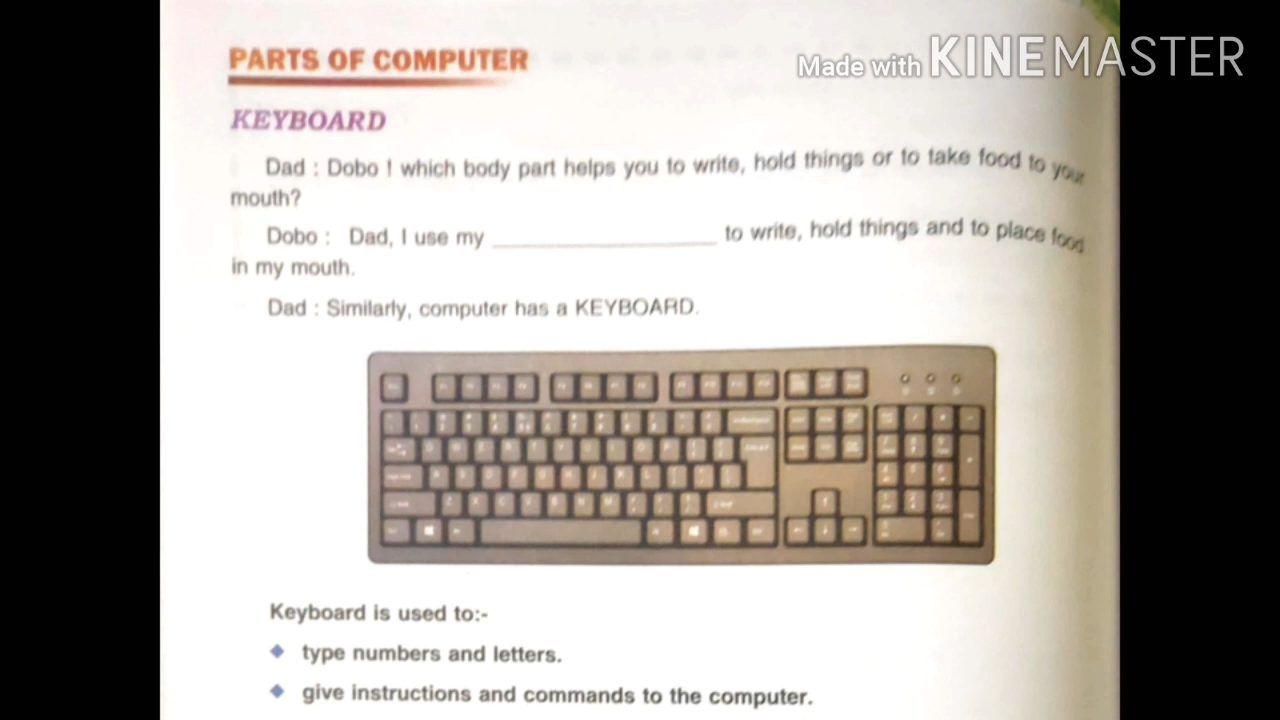 Made with KINEMASTER
PARTS OF COMPUTER
KEYBOARD
Dad : Dobo ! which body part helps you to write, hold things or to take food to your
mouth?
Dobo : Dad, I use my ____________________ to write, hold things and to place food
in my mouth.
Dad : Similarly, computer has a KEYBOARD.
Keyboard is used to:-
type numbers and letters.
give instructions and commands to the computer.